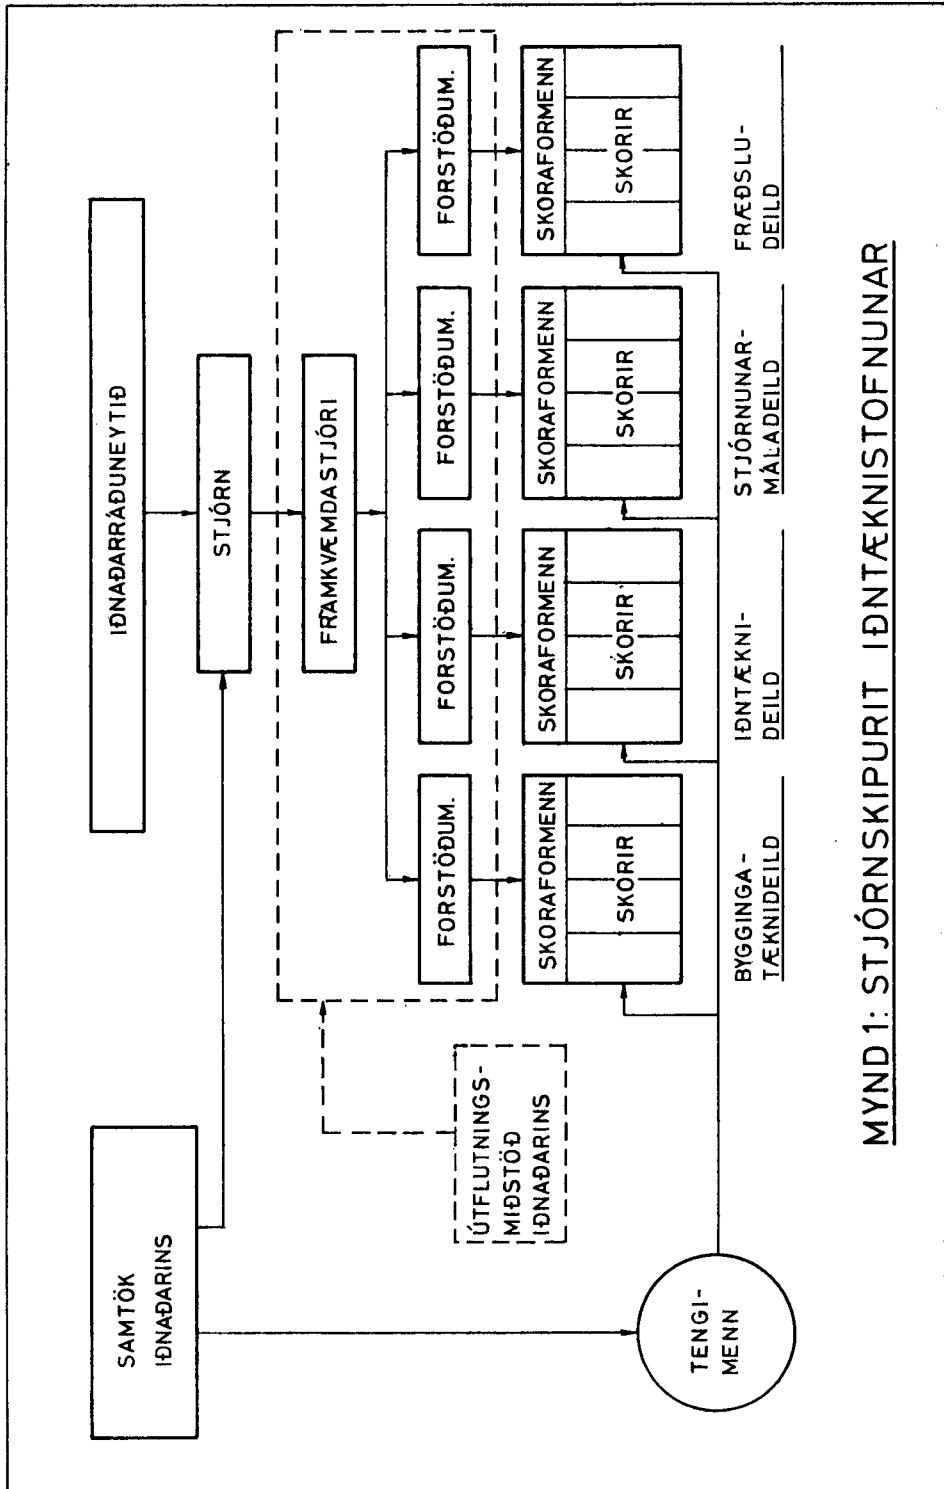 IÐNAÐARRÁÐUNEYTIÐ
SAMTÖK
IÐNAÐARINS
STJÓRN
FRAMKVÆMDASTJÓRI
FORSTÖÐUM.
FORSTÖÐUM.
FORSTÖÐUM.
FORSTÖÐUM.
ÚTFLUTNINGS-
MIÐSTÖÐ
IÐNAÐARINS
SKORAFORMENN
SKORIR
SKORAFORMENN
SKORIR
SKORAFORMENN
SKORIR
SKORAFORMENN
SKORIR
TENGI-
MENN
BYGGINGA-
TÆKNIDEILD
IÐNTÆKNI-
DEILD
STJÓRNUNAR-
MÁLADEILD
FRÆÐSLU-
DEILD
MYND 1: STJÓRNSKIPURIT IÐNTÆKNISTOFNUNAR